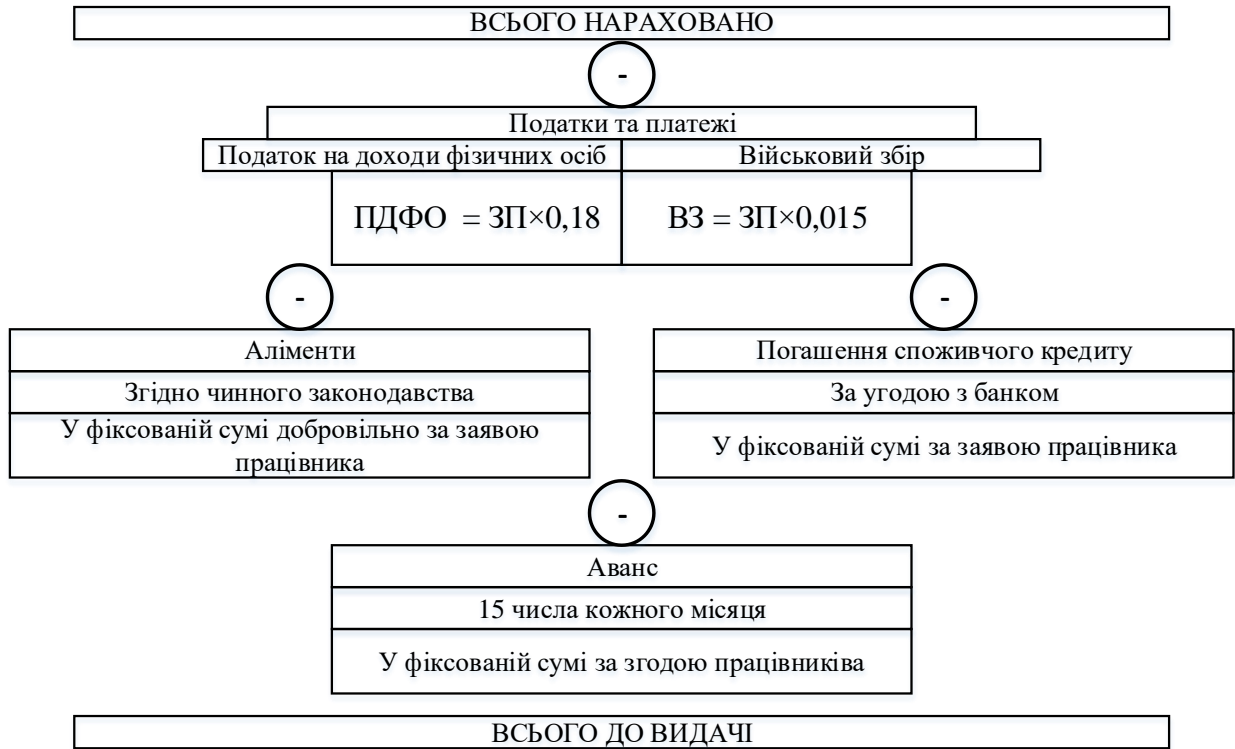 ВСЬОГО НАРАХОВАНО
-
Податки та платежі
Податок на доходи фізичних осіб
Військовий збір
ПДФО = ЗП×0,18
ВЗ = ЗП×0,015
-
-
Аліменти
Згідно чинного законодавства
У фіксованій сумі добровільно за заявою
працівника
Погашення споживчого кредиту
За угодою з банком
У фіксованій сумі за заявою працівника
-
Аванс
15 числа кожного місяця
У фіксованій сумі за згодою працівниківа
ВСЬОГО ДО ВИДАЧІ